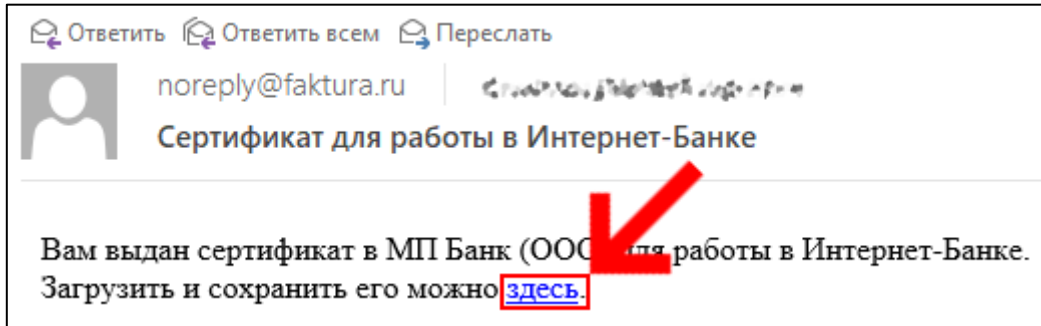 Ответить Ответить всем Переслать
noreply@faktura.ru
Сертификат для работы в Интернет-Банке
Вам выдан сертификат в МП Банк (ООО для работы в Интернет-Банке.
Загрузить и сохранить его можно здесь.